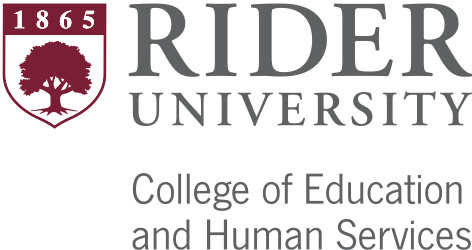 1865
RIDER
UNIVERSITY
College of Education
and Human Services